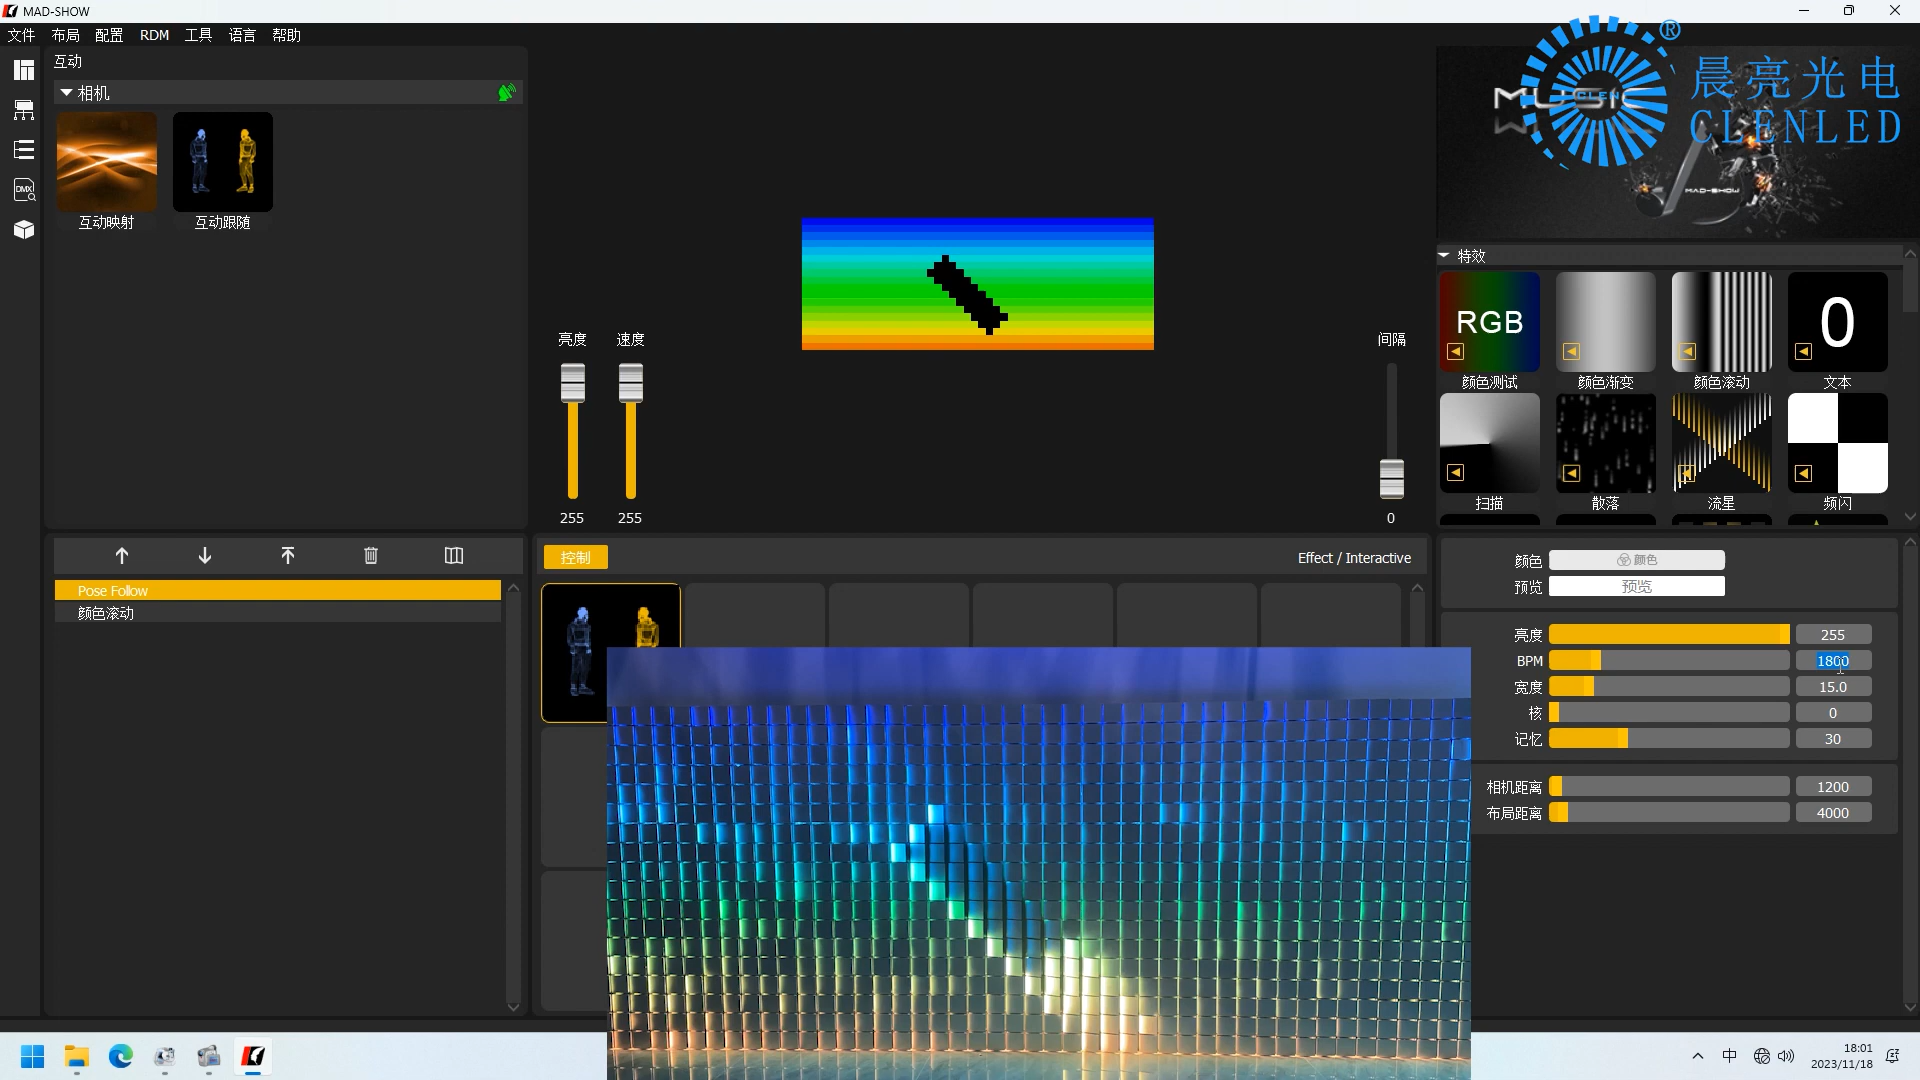 MAD-SHOW
文件 布局 配置 RDM 工具 语言 帮助
互动
相机
互动映射 互动跟随
亮度 速度
255 255
间隔
0
MUSIC
CLEN
MAD-SHOW
®
晨亮光电
CLENLED
特效
RGB 0
颜色测试 颜色渐变 颜色滚动 文本
扫描 散落 流星 频闪
Pose Follow
颜色滚动
控制 Effect / Interactive
颜色 颜色
预览 预览
亮度 255
BPM 1800
宽度 15.0
核 0
记忆 30
相机距离 1200
布局距离 4000
DMX
中
18:01
2023/11/18